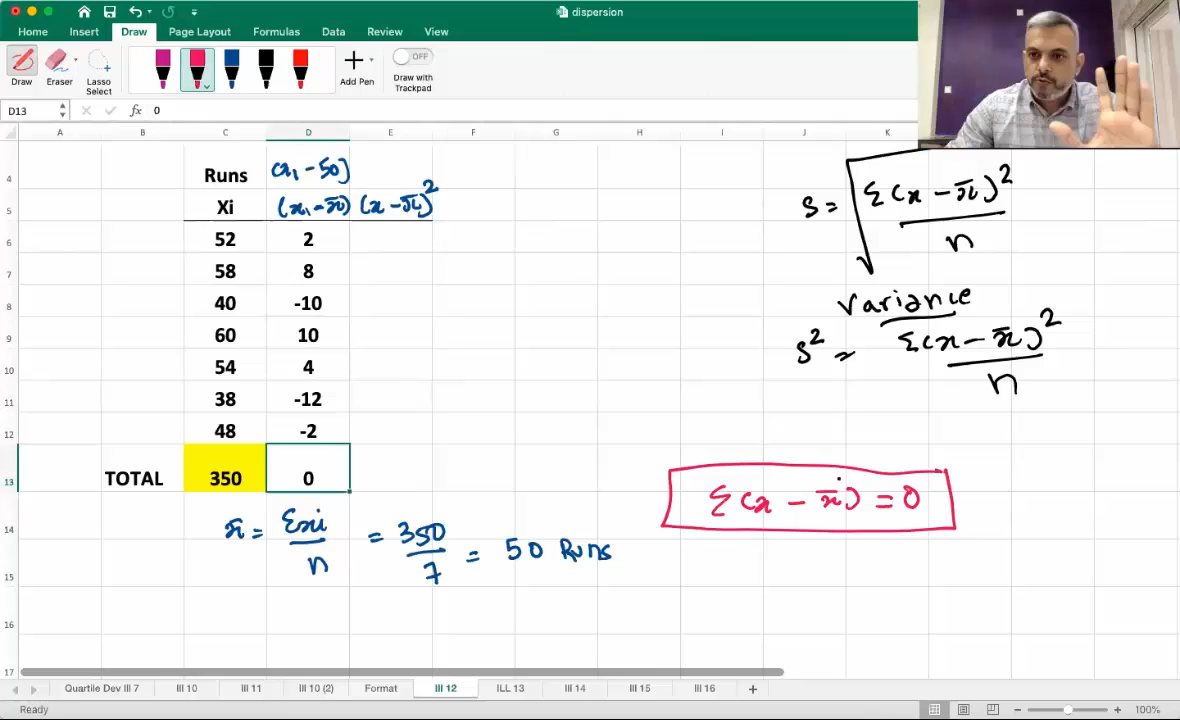 dispersion
Home Insert Draw Page Layout Formulas Data Review View
Draw Eraser Lasso Select Add Pen OFF Draw with Trackpad
D13 fx 0
A B C D E F G H I J K
4 Runs (x₁ - 50)
5 Xi (x₁ - x̄) (x - x̄)²
6 52 2
7 58 8
8 40 -10
9 60 10
10 54 4
11 38 -12
12 48 -2
13 TOTAL 350 0
14 x̄ = Σxi / n = 350 / 7 = 50 Runs
15
16
17
s = √ Σ(x - x̄)² / n
Variance
s² = Σ(x - x̄)² / n
Σ(x - x̄) = 0
Quartile Dev Ill 7 Ill 10 Ill 11 Ill 10 (2) Format Ill 12 ILL 13 Ill 14 Ill 15 Ill 16 +
Ready - + 100%